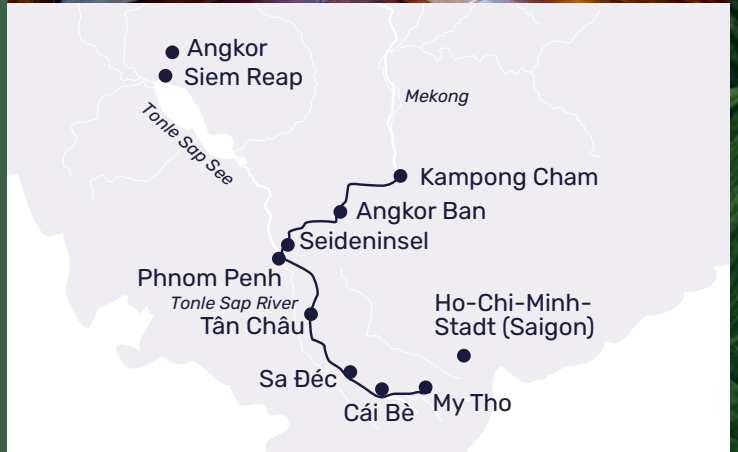 Angkor
Siem Reap
Mekong
Tonle Sap See
Kampong Cham
Angkor Ban
Seideninsel
Phnom Penh
Tonle Sap River
Tân Châu
Ho-Chi-Minh-
Stadt (Saigon)
Sa Đéc
Cái Bè
My Tho